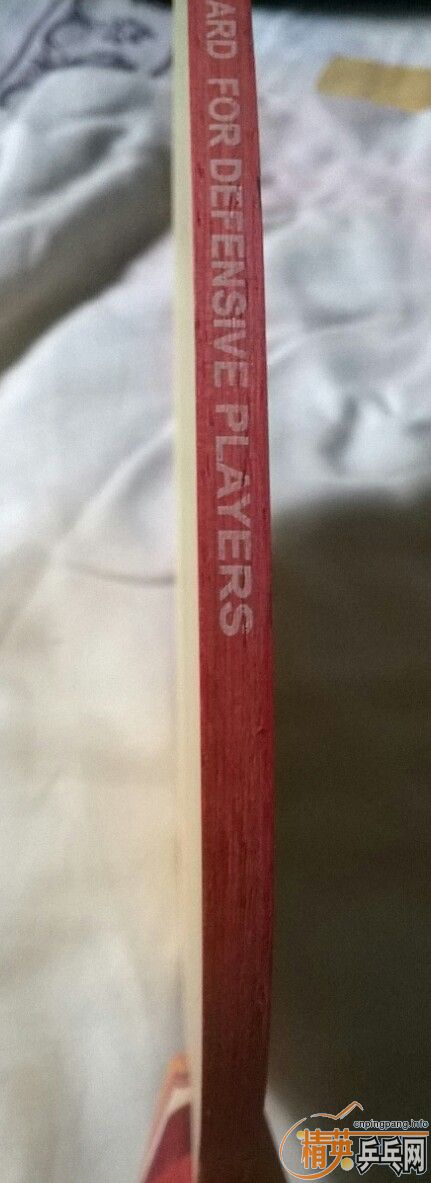 ARD FOR DEFENSIVE PLAYERS
cnpingpang.info
精英乒乓网